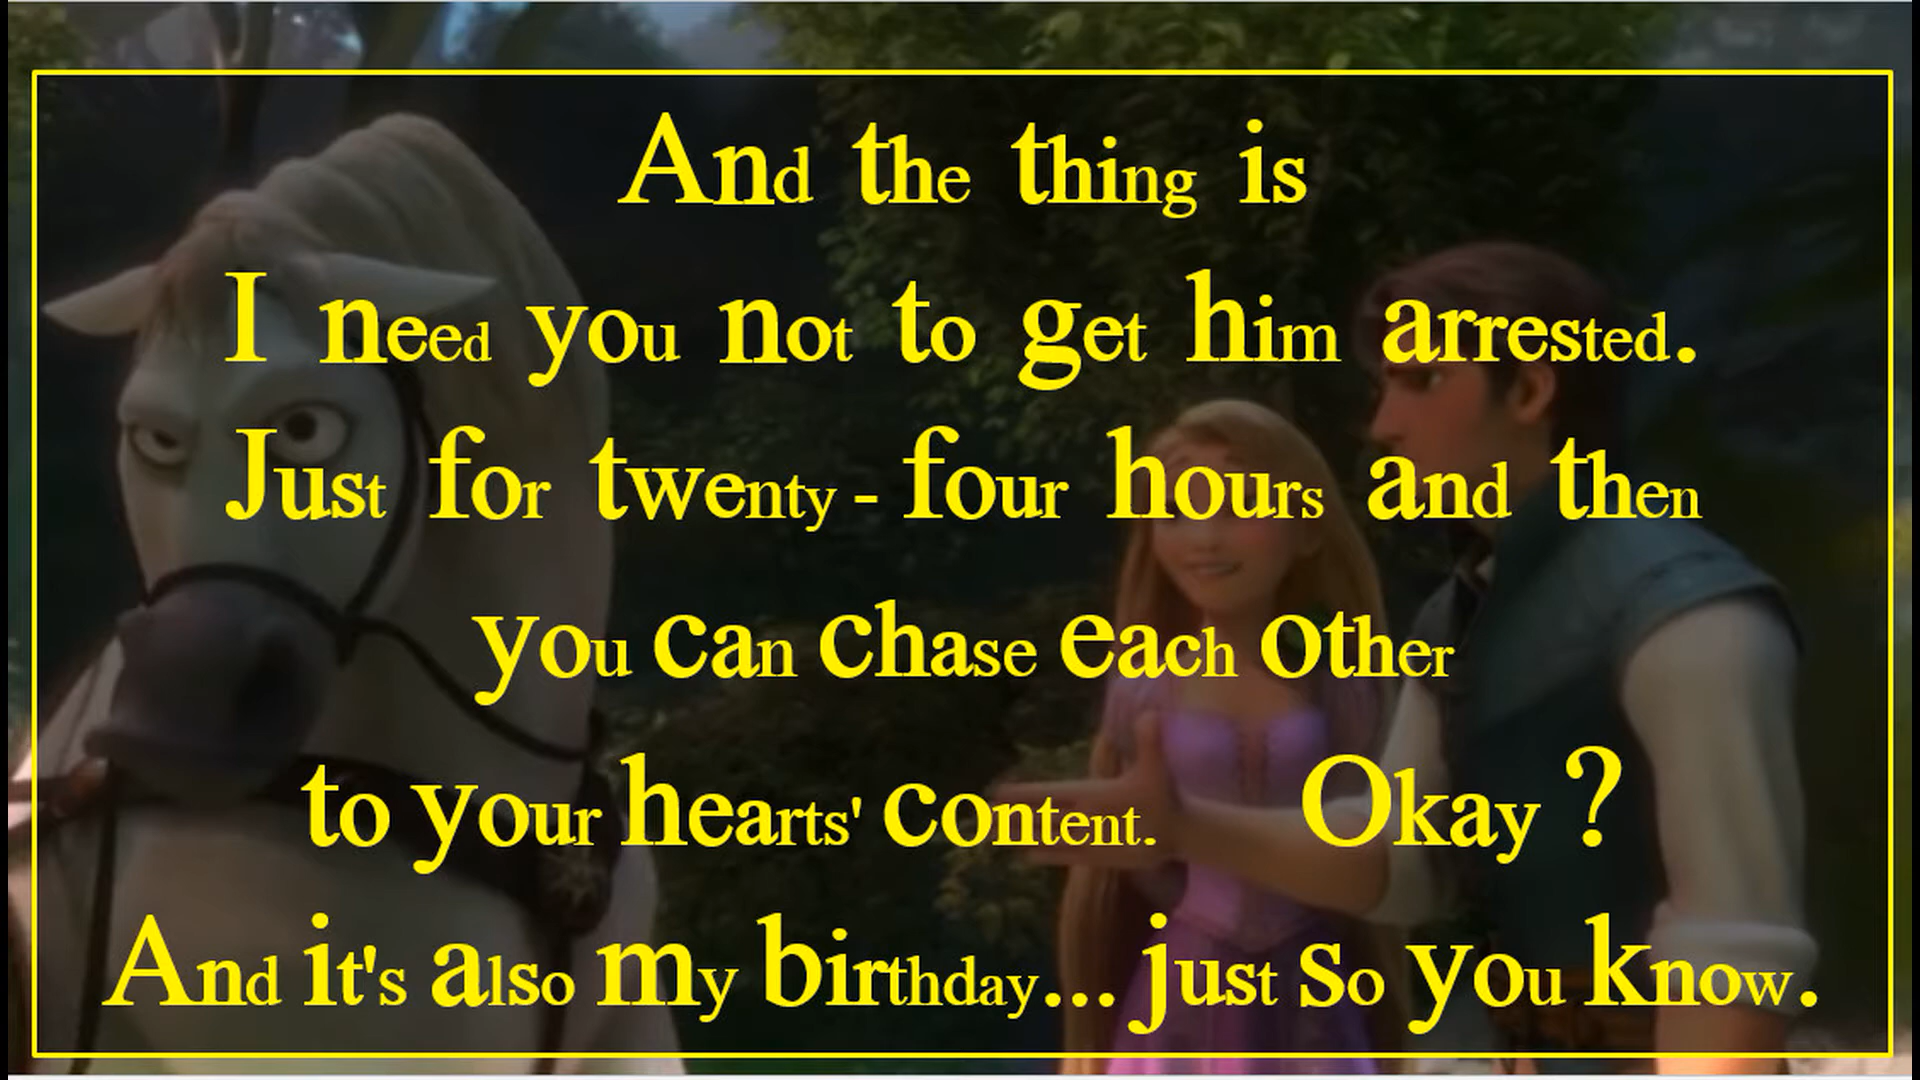 And the thing is
I need you not to get him arrested.
Just for twenty - four hours and then
you can chase each other
to your hearts' content. Okay ?
And it's also my birthday... just so you know.